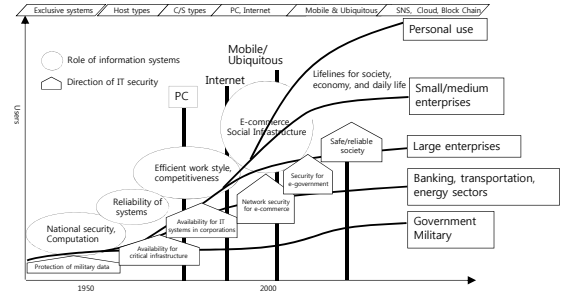 Exclusive systems
Host types
C/S types
PC, Internet
Mobile & Ubiquitous
SNS, Cloud, Block Chain
Personal use
Mobile/
Ubiquitous
Role of information systems
Direction of IT security
Internet
PC
Lifelines for society,
economy, and daily life
Small/medium
enterprises
Users
E-commerce
Social Infrastructure
Safe/reliable
society
Large enterprises
Efficient work style,
competitiveness
Security for
e-government
Banking, transportation,
energy sectors
Reliability of
systems
Network security
for e-commerce
Availability for IT
systems in corporations
National security,
Computation
Government
Military
Availability for
critical infrastructure
Protection of military data
1950
2000